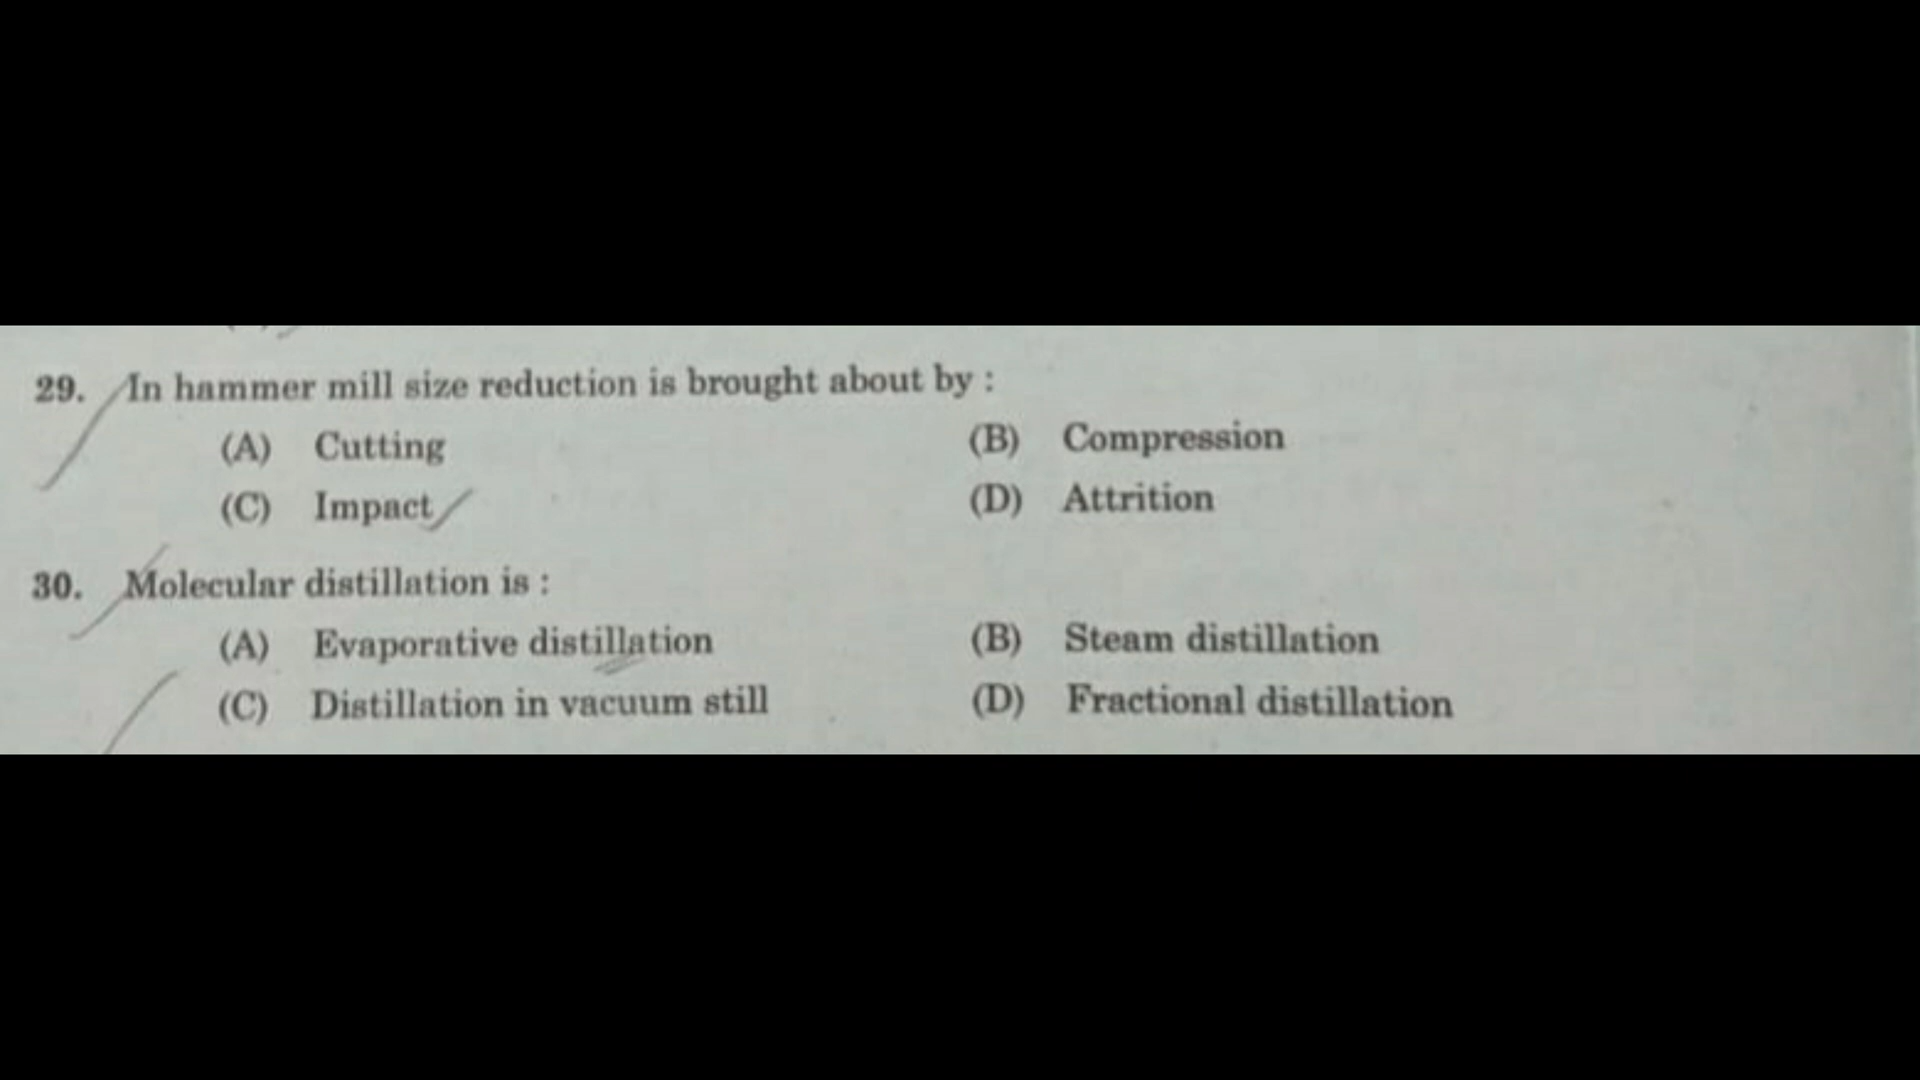 29. In hammer mill size reduction is brought about by :
(A) Cutting (B) Compression
(C) Impact (D) Attrition
30. Molecular distillation is :
(A) Evaporative distillation (B) Steam distillation
(C) Distillation in vacuum still (D) Fractional distillation